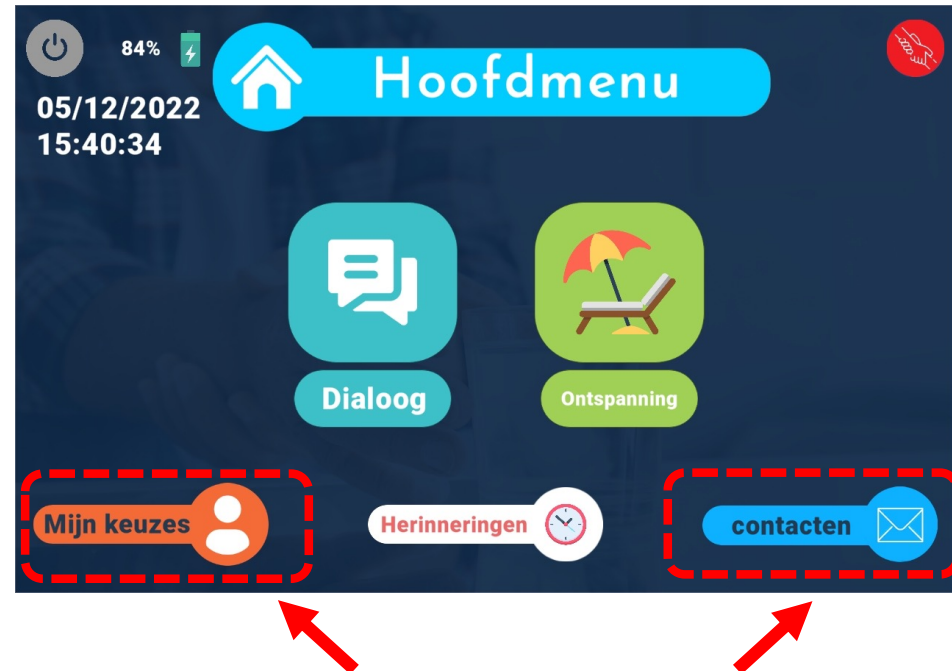 84%
Hoofdmenu
05/12/2022
15:40:34
Dialoog
Ontspanning
Mijn keuzes
Herinneringen
contacten